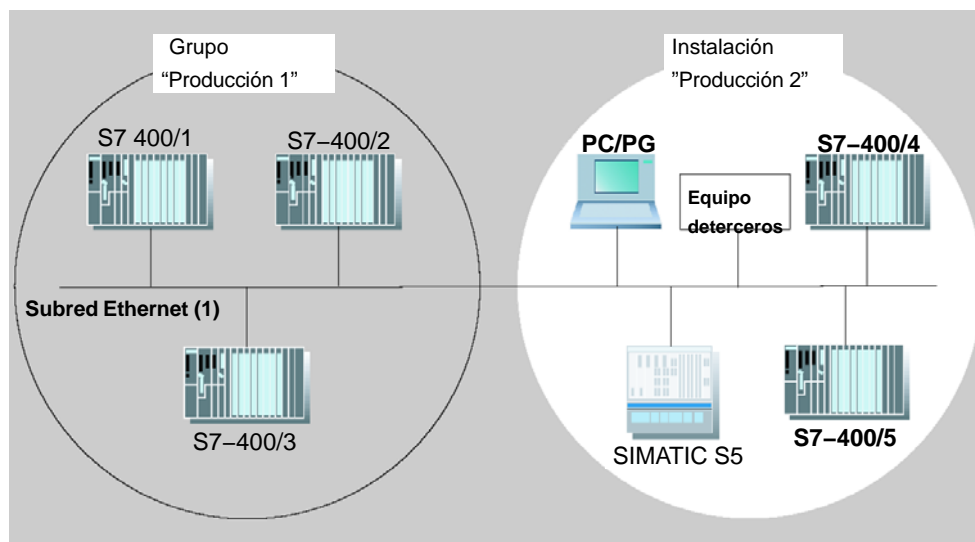 Grupo
“Producción 1”
Instalación
”Producción 2”
S7 400/1
S7–400/2
PC/PG
S7–400/4
Equipo
deterceros
Subred Ethernet (1)
S7–400/3
SIMATIC S5
S7–400/5